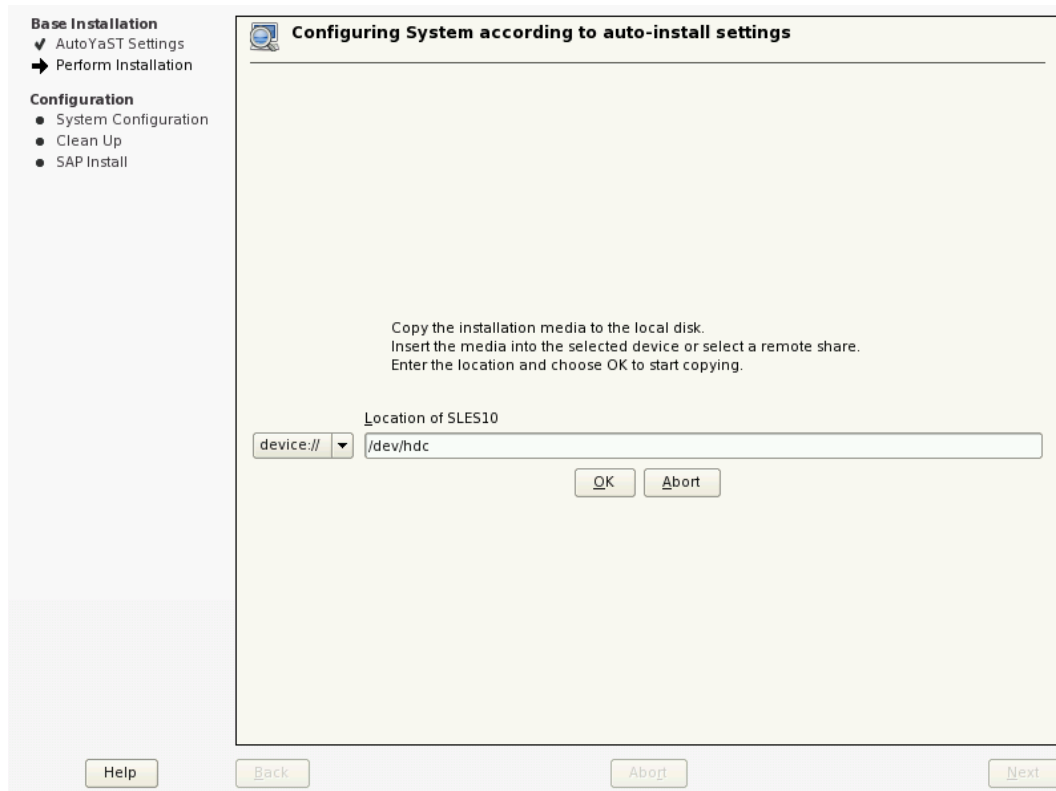 Base Installation
AutoYaST Settings
Perform Installation
Configuration
System Configuration
Clean Up
SAP Install
Configuring System according to auto-install settings
Copy the installation media to the local disk.
Insert the media into the selected device or select a remote share.
Enter the location and choose OK to start copying.
Location of SLES10
device:// /dev/hdc
OK Abort
Help Back Abort Next